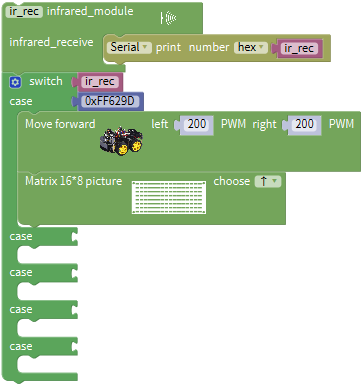 ir_rec infrared_module
infrared_receive Serial print number hex ir_rec
switch ir_rec
case 0xFF629D
Move forward left 200 PWM right 200 PWM
Matrix 16*8 picture choose ↑
case
case
case
case